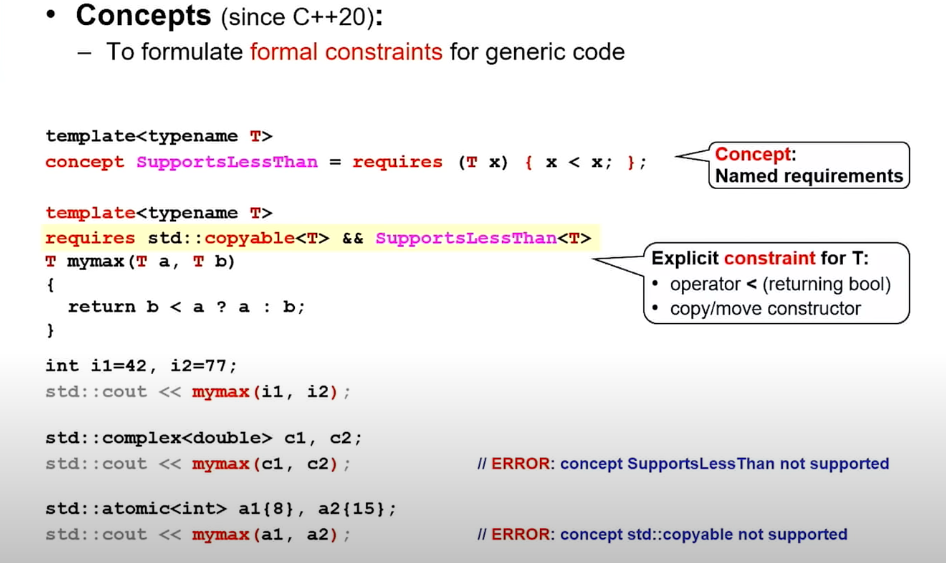 • Concepts (since C++20):
– To formulate formal constraints for generic code
template<typename T>
concept SupportsLessThan = requires (T x) { x < x; };
Concept:
Named requirements
template<typename T>
requires std::copyable<T> && SupportsLessThan<T>
T mymax(T a, T b)
{
return b < a ? a : b;
}
Explicit constraint for T:
• operator < (returning bool)
• copy/move constructor
int i1=42, i2=77;
std::cout << mymax(i1, i2);
std::complex<double> c1, c2;
std::cout << mymax(c1, c2); // ERROR: concept SupportsLessThan not supported
std::atomic<int> a1{8}, a2{15};
std::cout << mymax(a1, a2); // ERROR: concept std::copyable not supported